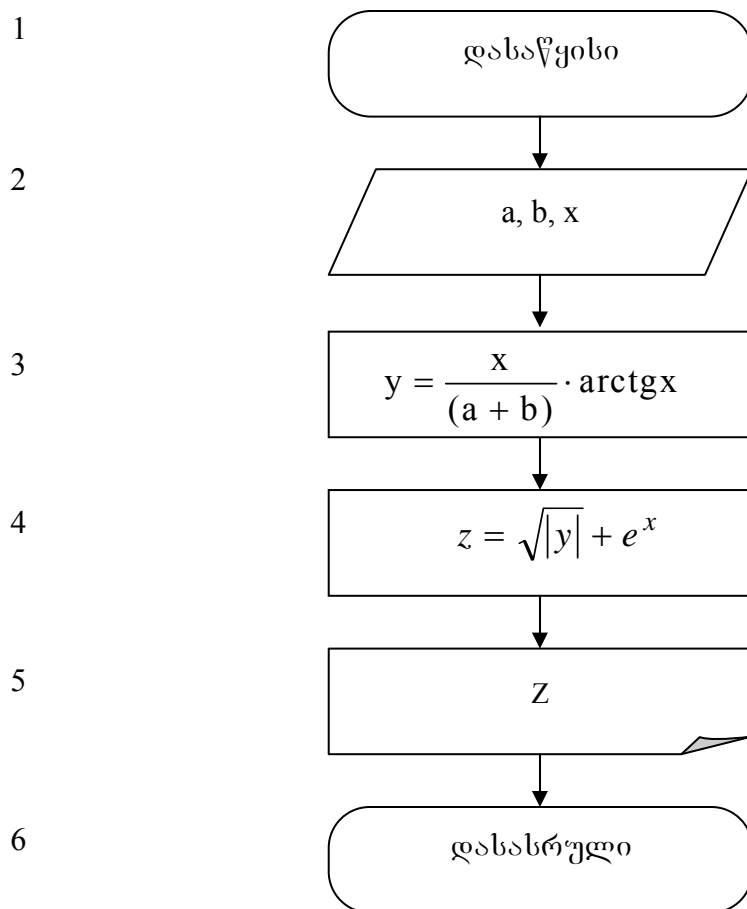 1
დასაწყისი
2
a, b, x
3
y = x / (a + b) · arctgx
4
z = √|y| + e^x
5
Z
6
დასასრული